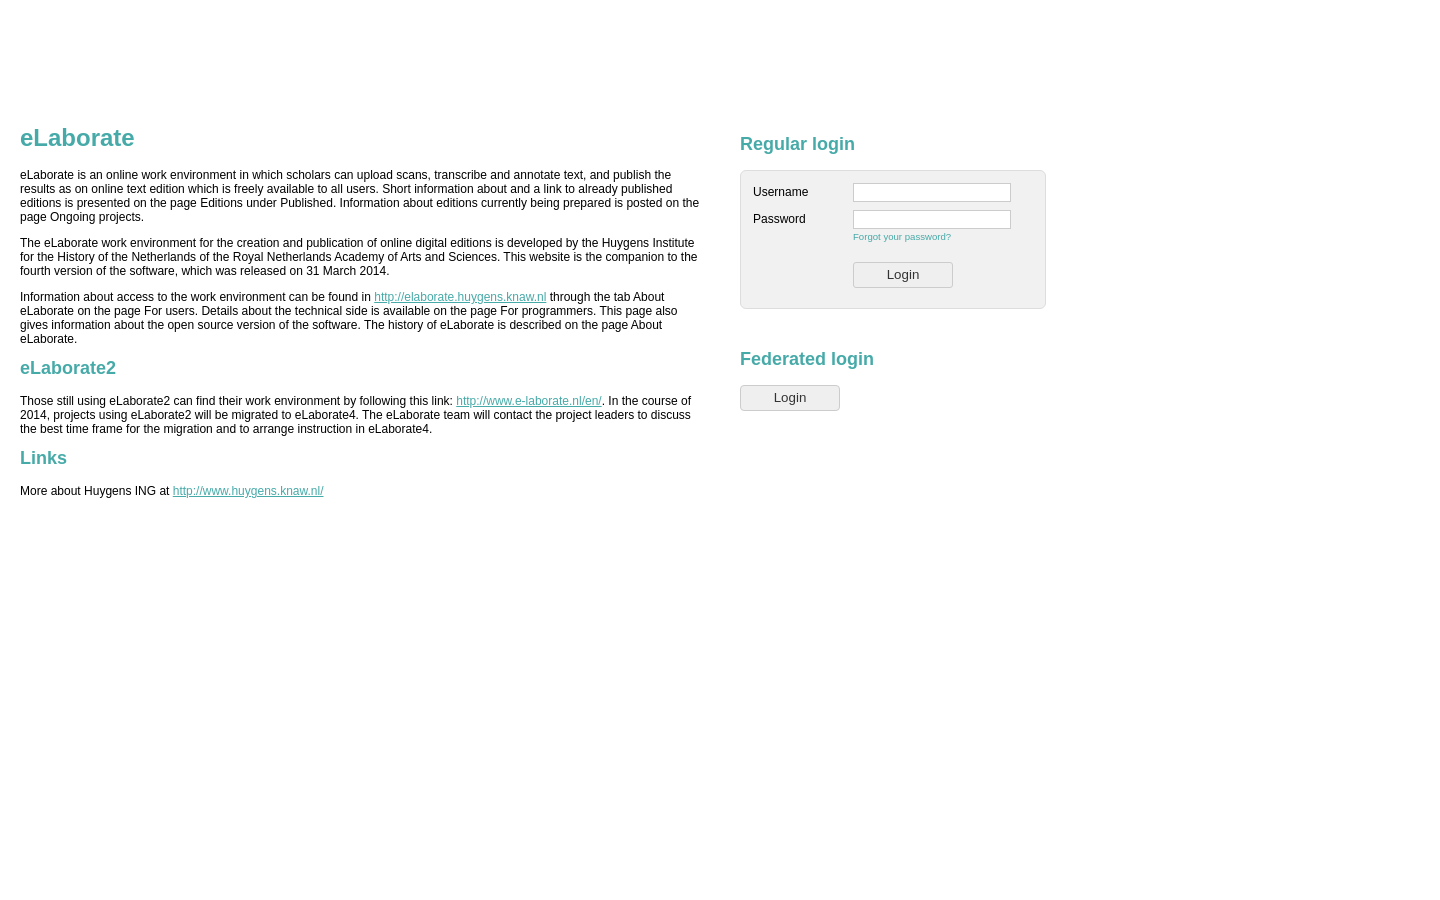 eLaborate
eLaborate is an online work environment in which scholars can upload scans, transcribe and annotate text, and publish the
results as on online text edition which is freely available to all users. Short information about and a link to already published
editions is presented on the page Editions under Published. Information about editions currently being prepared is posted on the
page Ongoing projects.
The eLaborate work environment for the creation and publication of online digital editions is developed by the Huygens Institute
for the History of the Netherlands of the Royal Netherlands Academy of Arts and Sciences. This website is the companion to the
fourth version of the software, which was released on 31 March 2014.
Information about access to the work environment can be found in http://elaborate.huygens.knaw.nl through the tab About
eLaborate on the page For users. Details about the technical side is available on the page For programmers. This page also
gives information about the open source version of the software. The history of eLaborate is described on the page About
eLaborate.
eLaborate2
Those still using eLaborate2 can find their work environment by following this link: http://www.e-laborate.nl/en/. In the course of
2014, projects using eLaborate2 will be migrated to eLaborate4. The eLaborate team will contact the project leaders to discuss
the best time frame for the migration and to arrange instruction in eLaborate4.
Links
More about Huygens ING at http://www.huygens.knaw.nl/
Regular login
Username
Password
Forgot your password?
Login
Federated login
Login